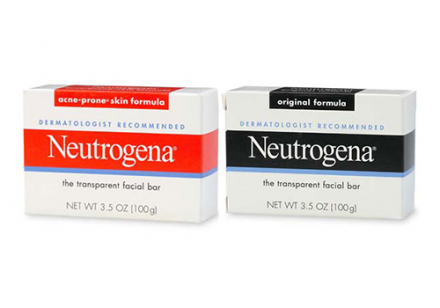 acne-prone® skin formula
DERMATOLOGIST RECOMMENDED
Neutrogena®
the transparent facial bar
NET WT 3.5 OZ (100g)
original formula
DERMATOLOGIST RECOMMENDED
Neutrogena®
the transparent facial bar
NET WT 3.5 OZ (100g)